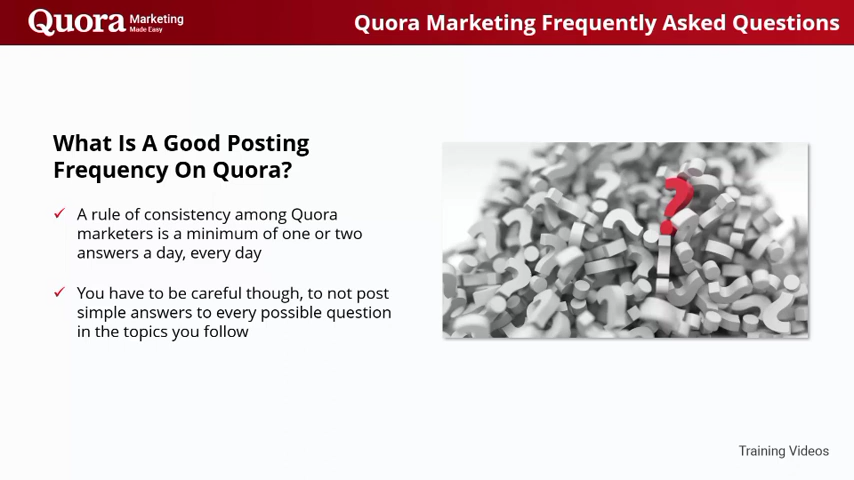 Quora Marketing
Made Easy
Quora Marketing Frequently Asked Questions
What Is A Good Posting
Frequency On Quora?
A rule of consistency among Quora
marketers is a minimum of one or two
answers a day, every day
You have to be careful though, to not post
simple answers to every possible question
in the topics you follow
Training Videos